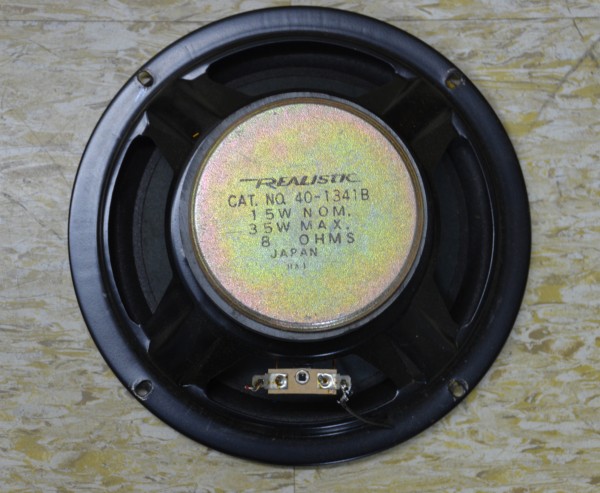 REALISTIC
CAT. NO. 40-1341B
15W NOM.
35W MAX.
8 OHMS
JAPAN